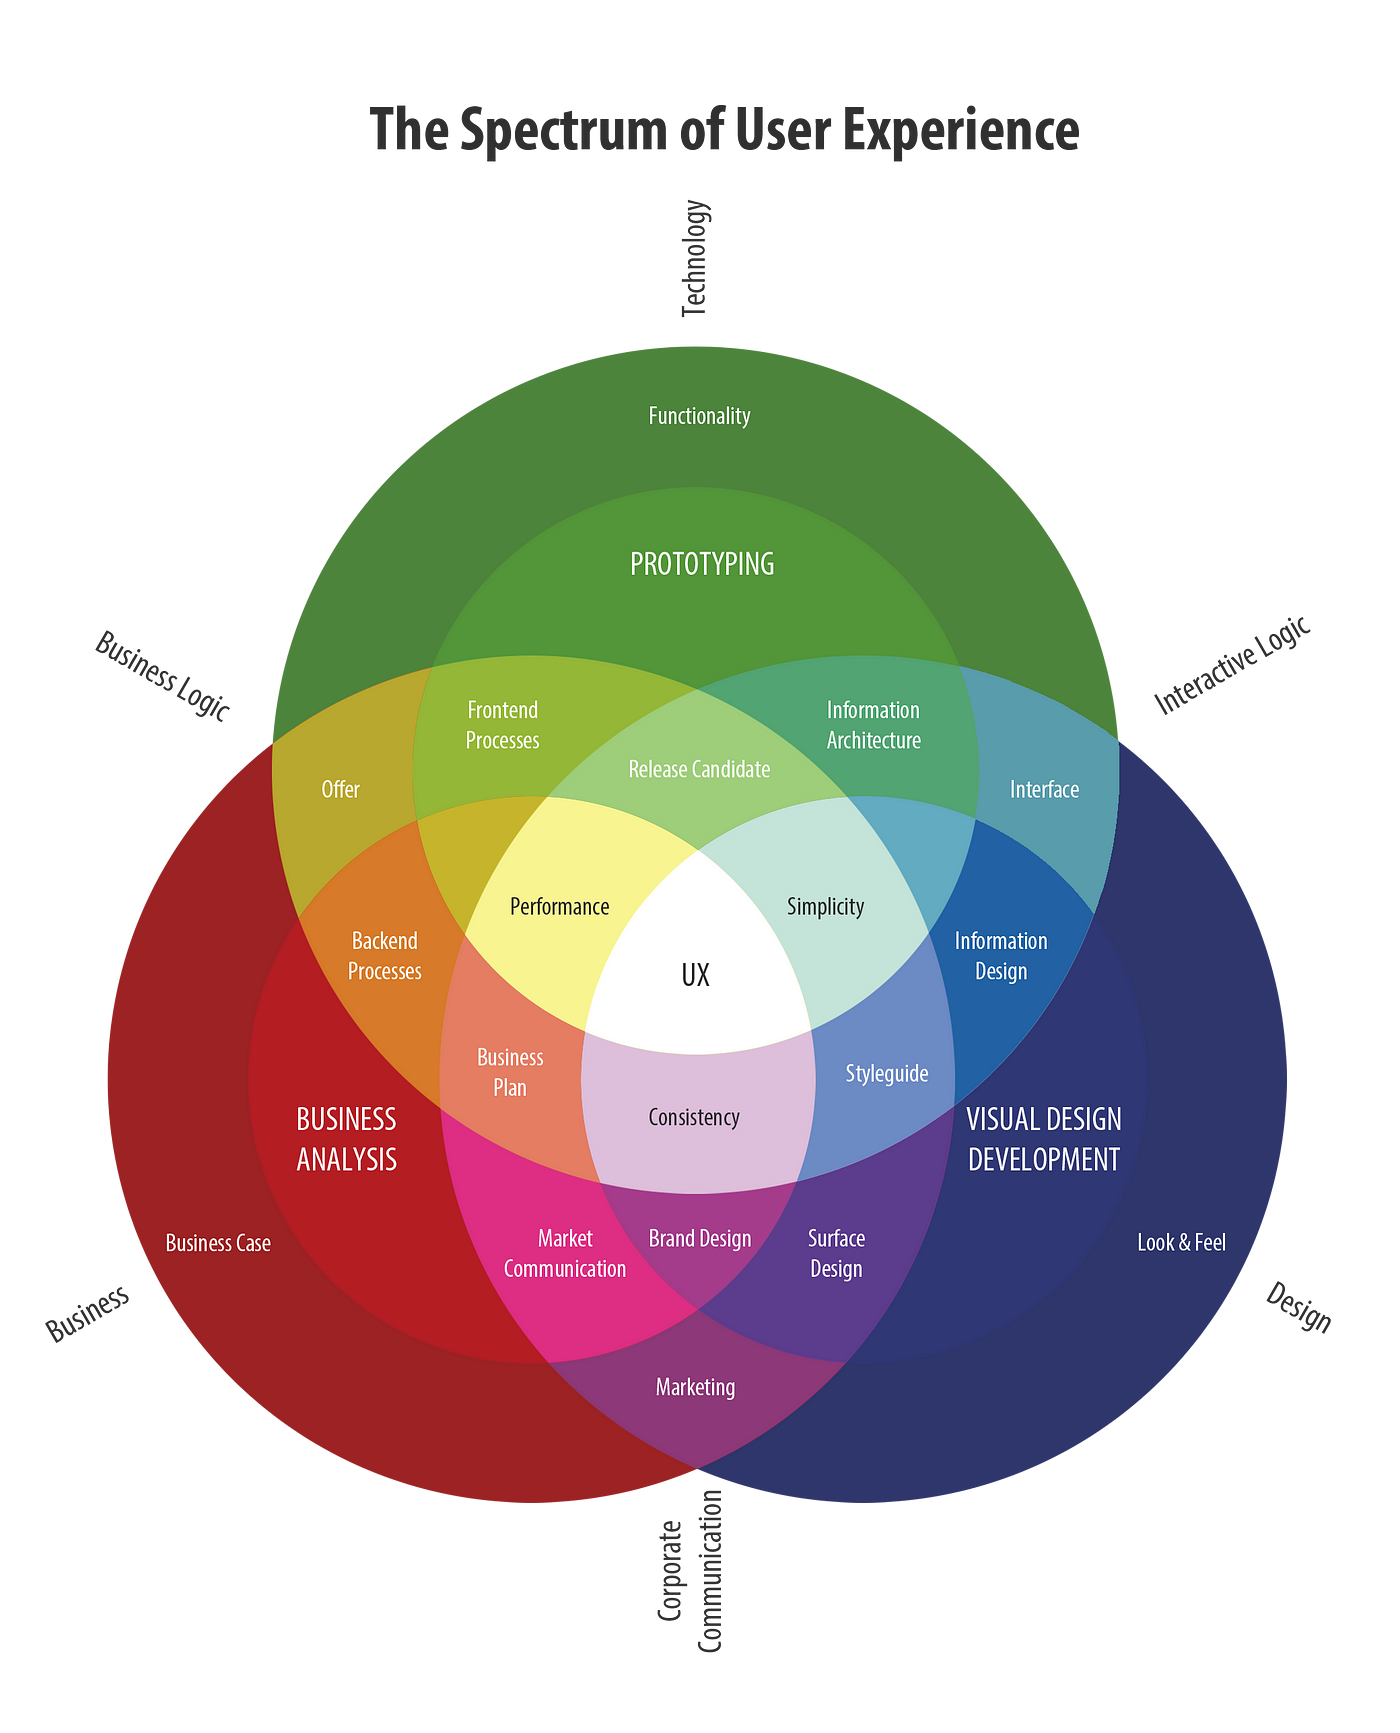 The Spectrum of User Experience
Technology
Functionality
PROTOTYPING
Business Logic
Interactive Logic
Frontend
Processes
Information
Architecture
Release Candidate
Offer
Interface
Performance
Simplicity
Backend
Processes
Information
Design
UX
Business
Plan
Styleguide
Consistency
BUSINESS
ANALYSIS
VISUAL DESIGN
DEVELOPMENT
Business Case
Market
Communication
Brand Design
Surface
Design
Look & Feel
Business
Design
Marketing
Corporate
Communication